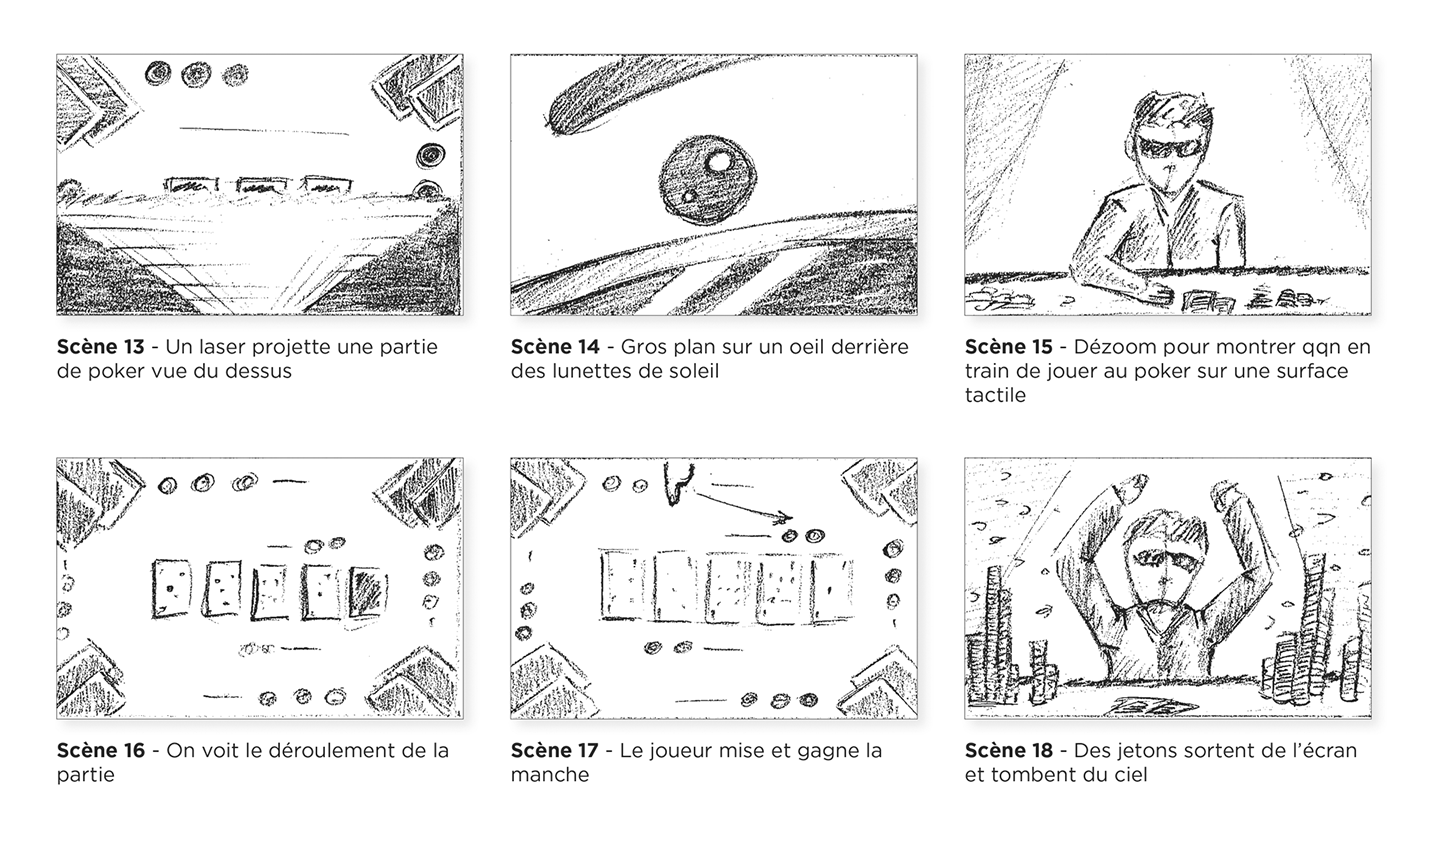 Scène 13 - Un laser projette une partie
de poker vue du dessus
Scène 14 - Gros plan sur un oeil derrière
des lunettes de soleil
Scène 15 - Dézoom pour montrer qqn en
train de jouer au poker sur une surface
tactile
Scène 16 - On voit le déroulement de la
partie
Scène 17 - Le joueur mise et gagne la
manche
Scène 18 - Des jetons sortent de l'écran
et tombent du ciel